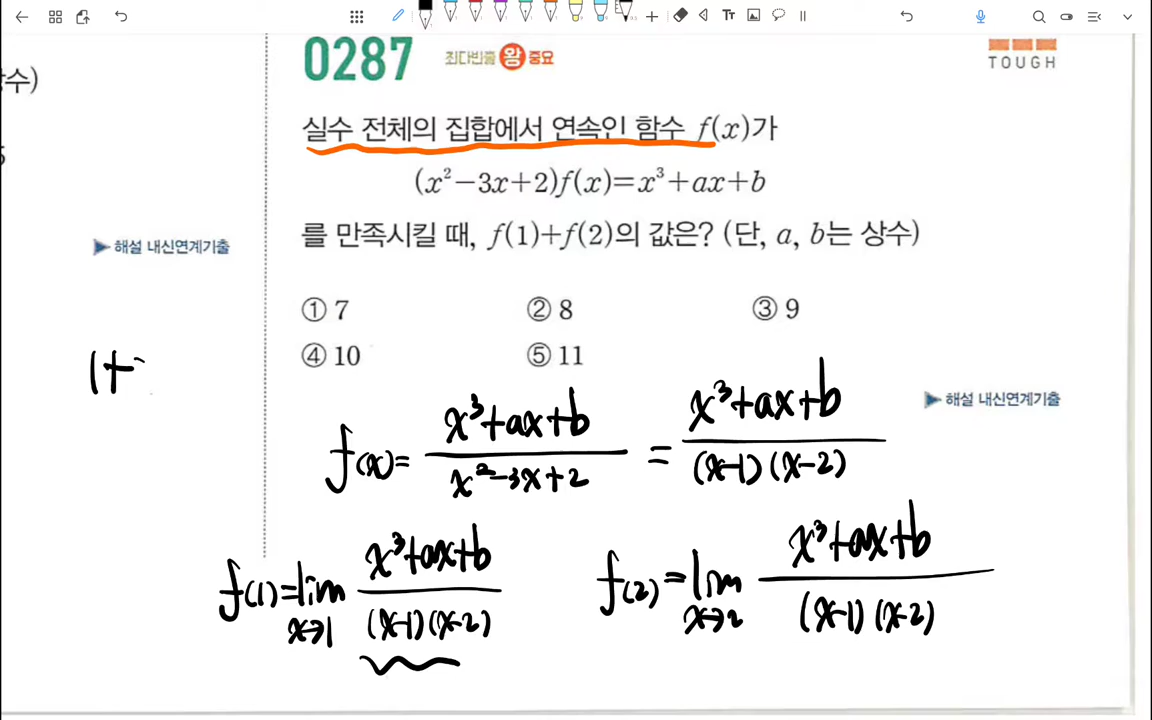 수)
0287 최다빈출 왕 중요
TOUGH
실수 전체의 집합에서 연속인 함수 f(x)가
(x²-3x+2)f(x)=x³+ax+b
를 만족시킬 때, f(1)+f(2)의 값은? (단, a, b는 상수)
▶ 해설 내신연계기출
① 7 ② 8 ③ 9
④ 10 ⑤ 11
1+
▶ 해설 내신연계기출
f(x)= x³+ax+b / x²-3x+2 = x³+ax+b / (x-1)(x-2)
f(1)=lim x→1 x³+ax+b / (x-1)(x-2) f(2)=lim x→2 x³+ax+b / (x-1)(x-2)